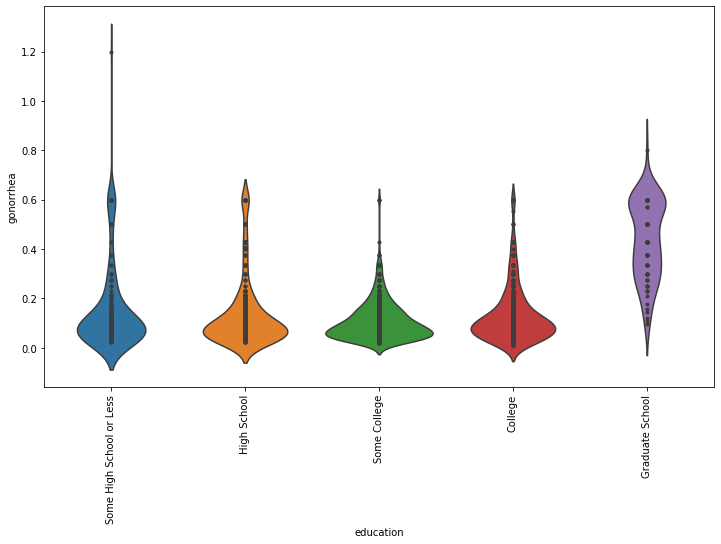 1.2
1.0
0.8
0.6
0.4
0.2
0.0
gonorrhea
Some High School or Less
High School
Some College
College
Graduate School
education